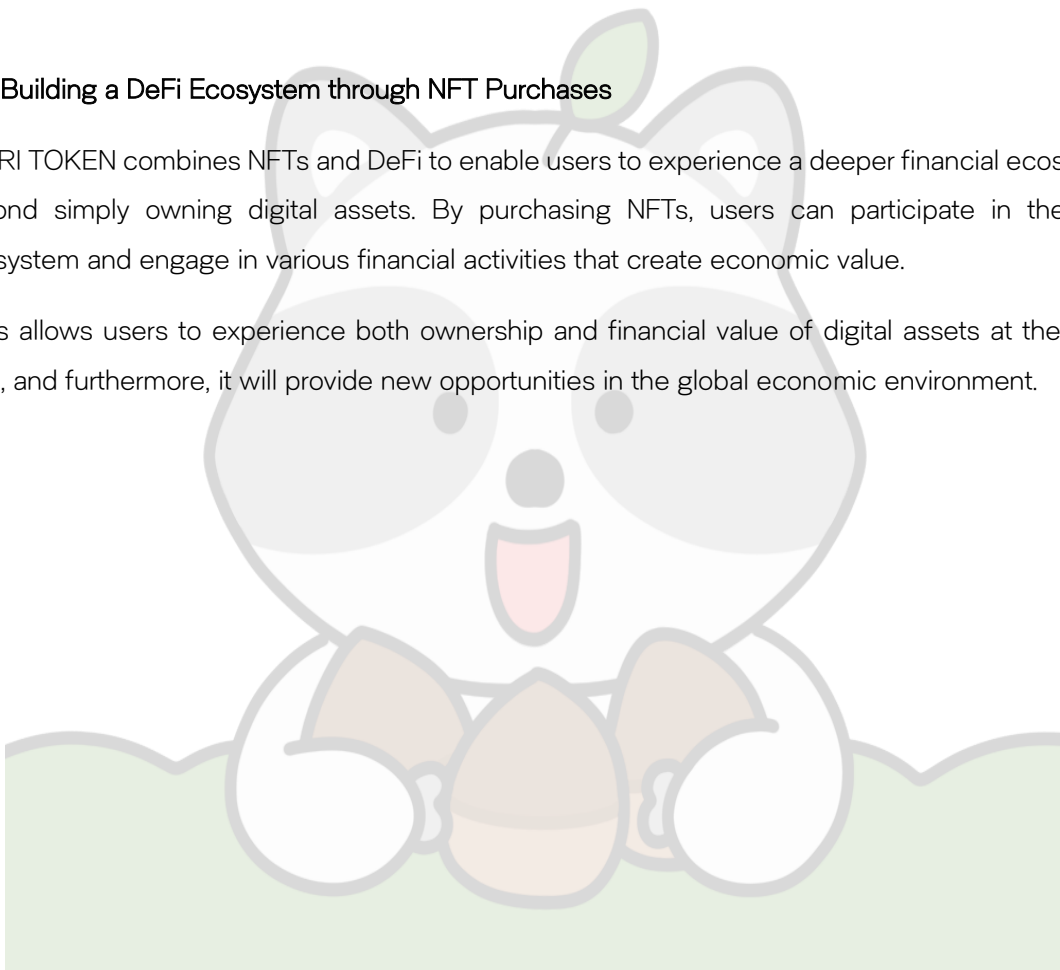 Building a DeFi Ecosystem through NFT Purchases
RI TOKEN combines NFTs and DeFi to enable users to experience a deeper financial ecos
ond simply owning digital assets. By purchasing NFTs, users can participate in the
system and engage in various financial activities that create economic value.
s allows users to experience both ownership and financial value of digital assets at the
, and furthermore, it will provide new opportunities in the global economic environment.